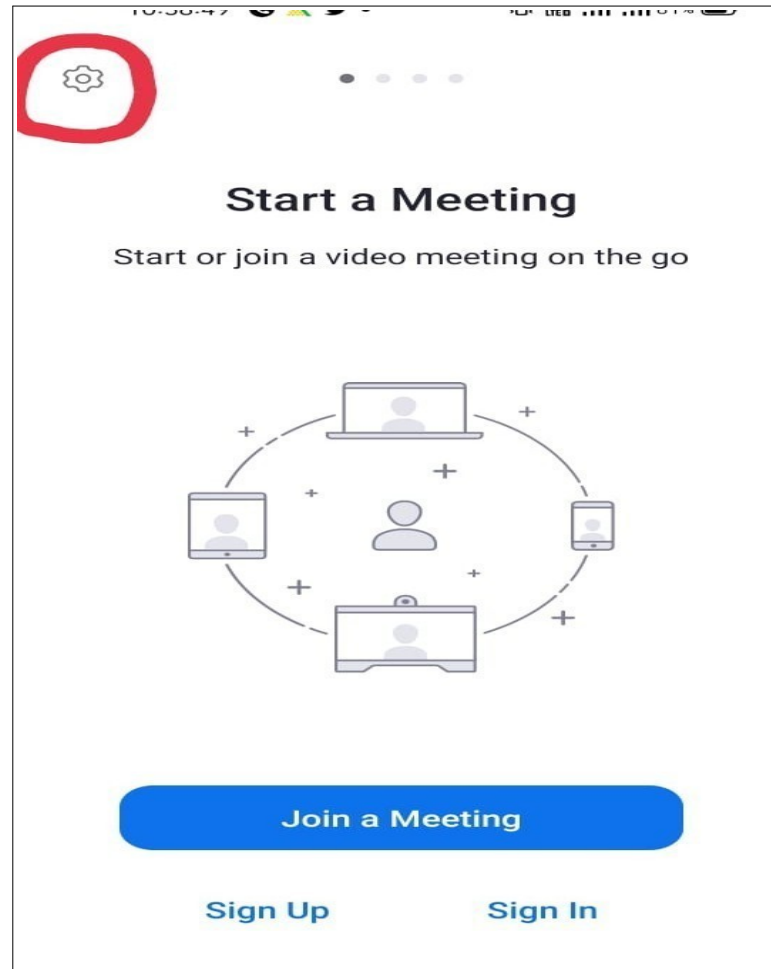 Start a Meeting
Start or join a video meeting on the go
Join a Meeting
Sign Up
Sign In